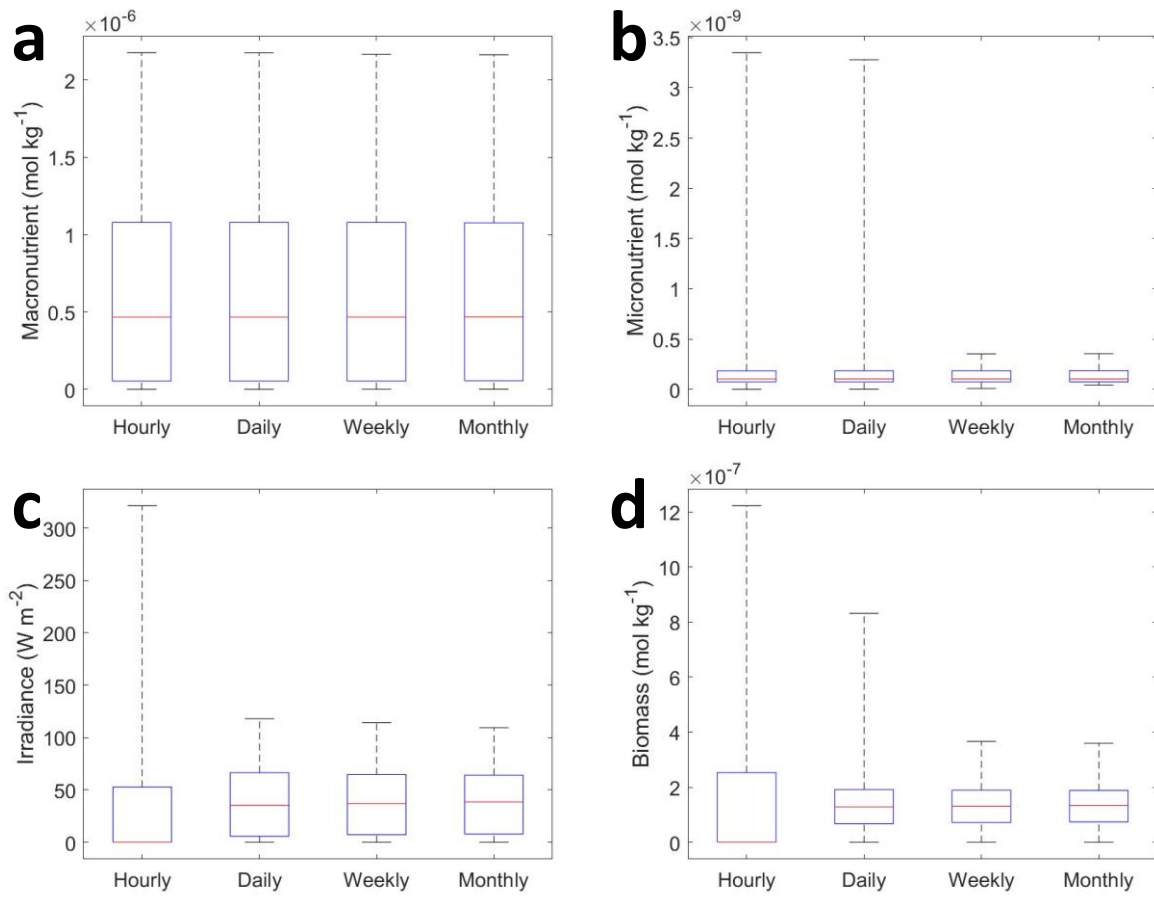 a
×10⁻⁶
Macronutrient (mol kg⁻¹)
2
1.5
1
0.5
0
Hourly Daily Weekly Monthly
b
×10⁻⁹
Micronutrient (mol kg⁻¹)
3.5
3
2.5
2
1.5
1
0.5
0
Hourly Daily Weekly Monthly
c
Irradiance (W m⁻²)
300
250
200
150
100
50
0
Hourly Daily Weekly Monthly
d
×10⁻⁷
Biomass (mol kg⁻¹)
12
10
8
6
4
2
0
Hourly Daily Weekly Monthly